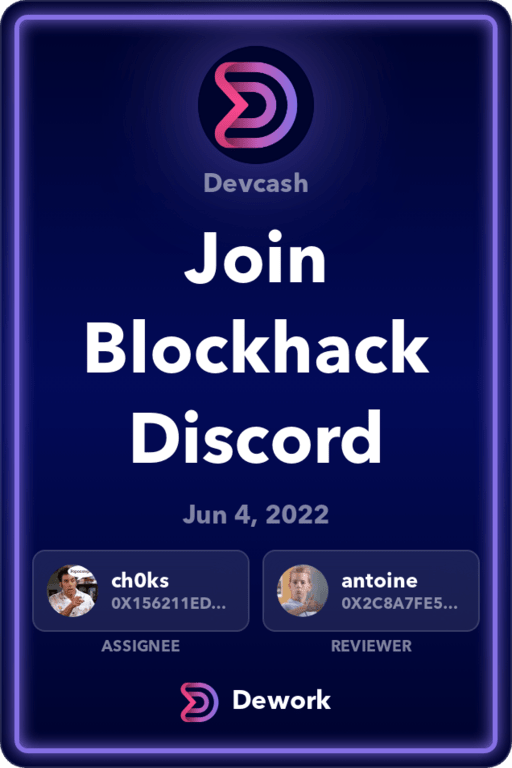 Devcash
Join
Blockhack
Discord
Jun 4, 2022
ch0ks
0X156211ED...
antoine
0X2C8A7FE5...
ASSIGNEE
REVIEWER
Dework